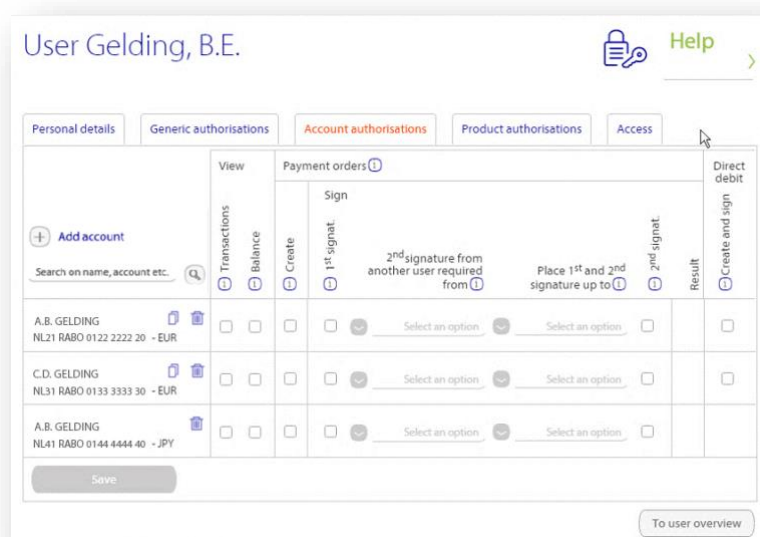 User Gelding, B.E.
Help
Personal details
Generic authorisations
Account authorisations
Product authorisations
Access
View
Payment orders
Direct
debit
Sign
Add account
Search on name, account etc.
Transactions
Balance
Create
1st signat.
2nd signature from
another user required
from
Place 1st and 2nd
signature up to
2nd signat.
Result
Create and sign
A.B. GELDING
NL21 RABO 0122 2222 20 - EUR
Select an option
Select an option
C.D. GELDING
NL31 RABO 0133 3333 30 - EUR
Select an option
Select an option
A.B. GELDING
NL41 RABO 0144 4444 40 - JPY
Select an option
Select an option
Save
To user overview